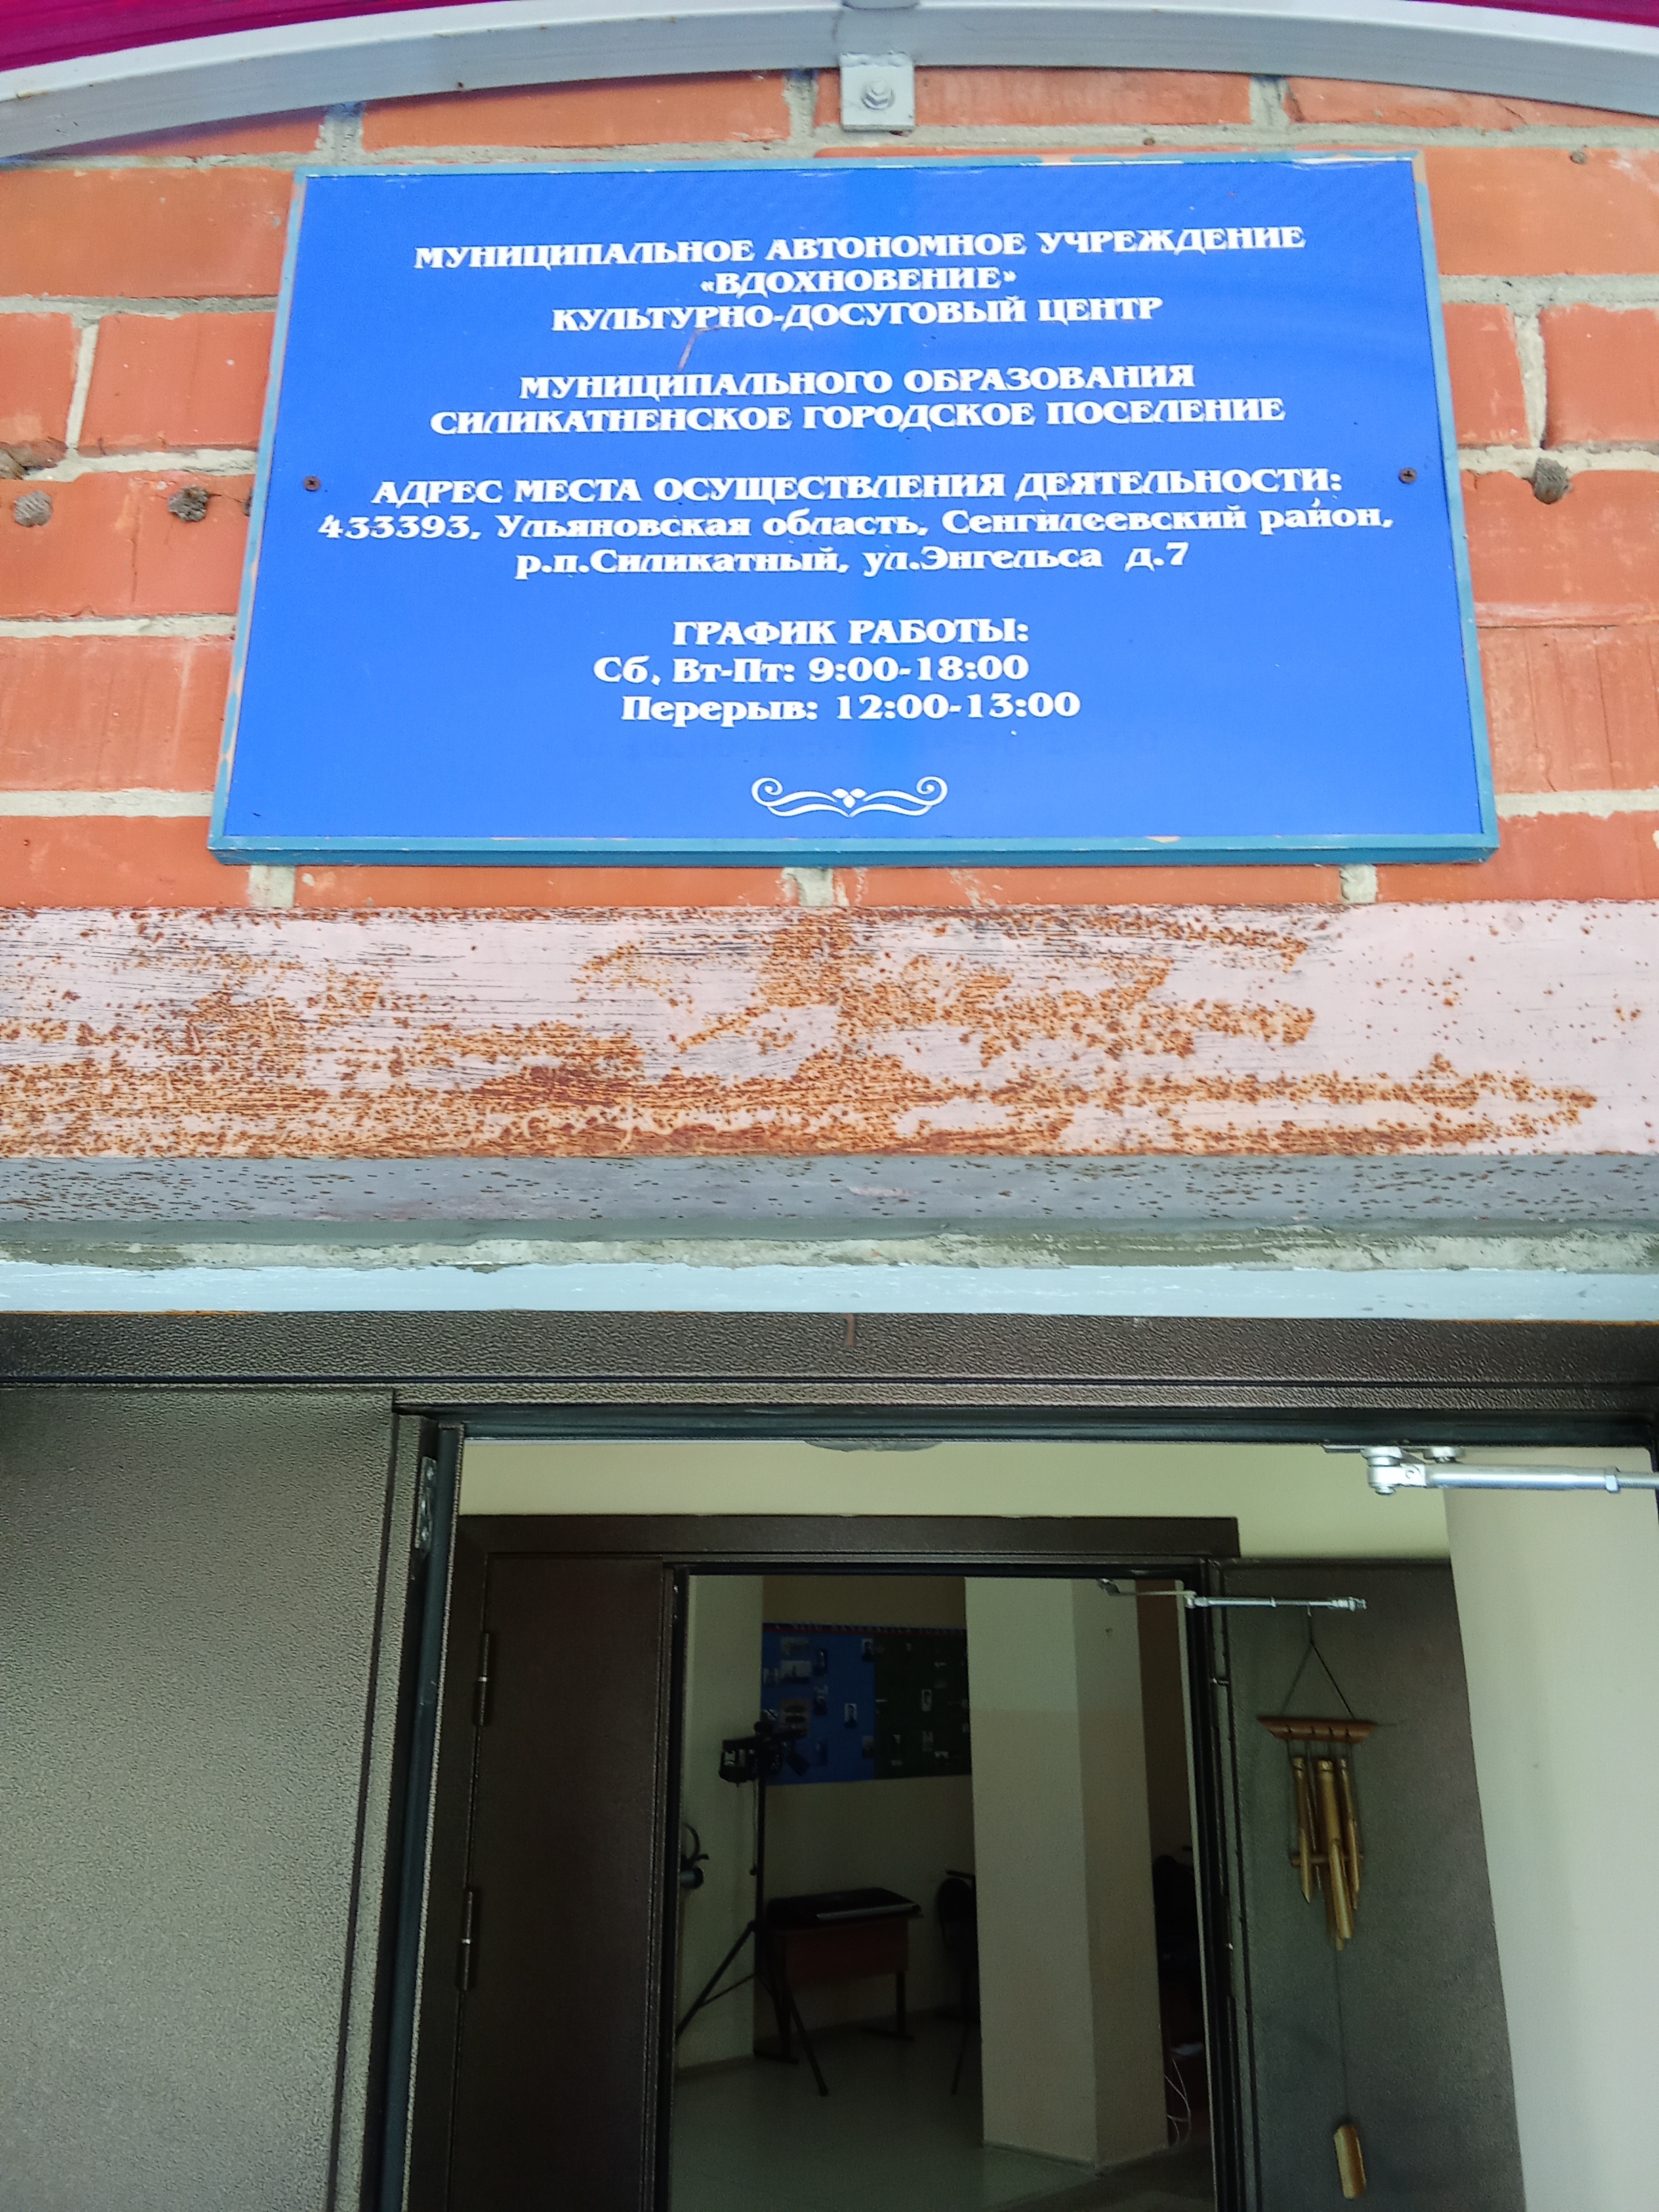 МУНИЦИПАЛЬНОЕ АВТОНОМНОЕ УЧРЕЖДЕНИЕ
«ВДОХНОВЕНИЕ»
КУЛЬТУРНО-ДОСУГОВЫЙ ЦЕНТР
МУНИЦИПАЛЬНОГО ОБРАЗОВАНИЯ
СИЛИКАТНЕНСКОЕ ГОРОДСКОЕ ПОСЕЛЕНИЕ
АДРЕС МЕСТА ОСУЩЕСТВЛЕНИЯ ДЕЯТЕЛЬНОСТИ:
433393, Ульяновская область, Сенгилеевский район,
р.п.Силикатный, ул.Энгельса д.7
ГРАФИК РАБОТЫ:
Сб, Вт-Пт: 9:00-18:00
Перерыв: 12:00-13:00